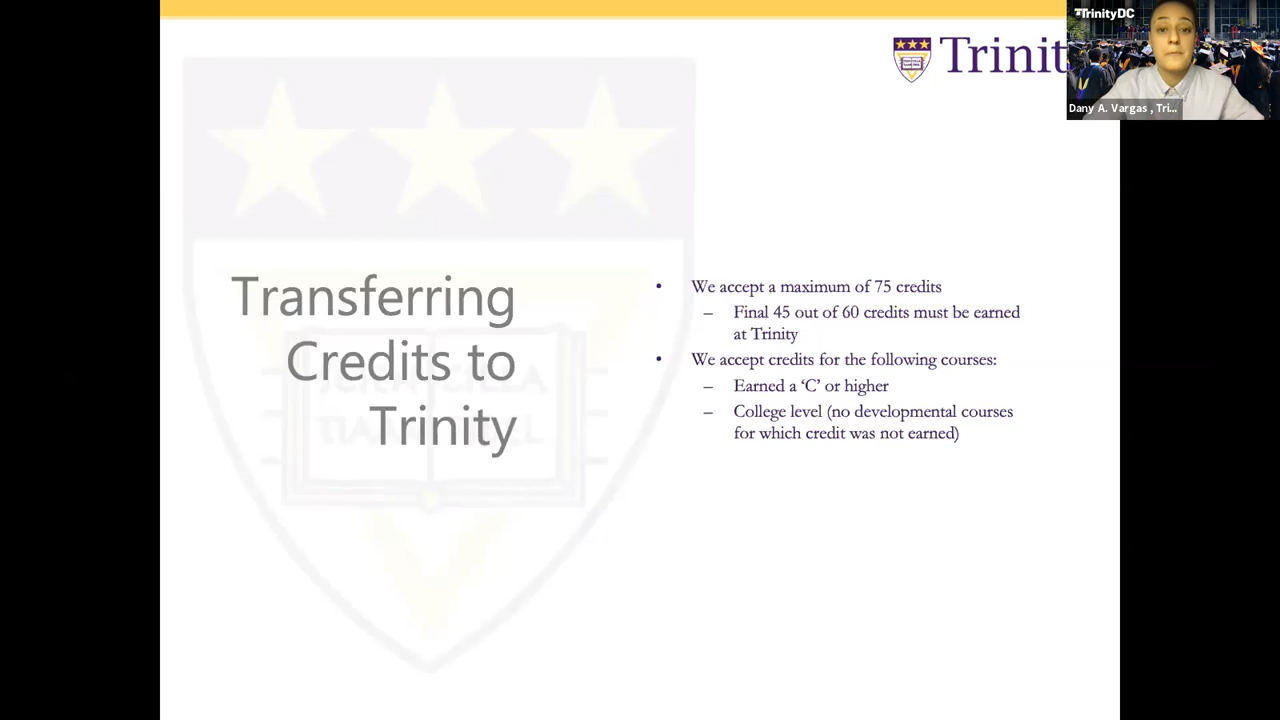 TrinityDC
Trinit
Dany A. Vargas , Tri...
Transferring
Credits to
Trinity
• We accept a maximum of 75 credits
– Final 45 out of 60 credits must be earned
at Trinity
• We accept credits for the following courses:
– Earned a ‘C’ or higher
– College level (no developmental courses
for which credit was not earned)